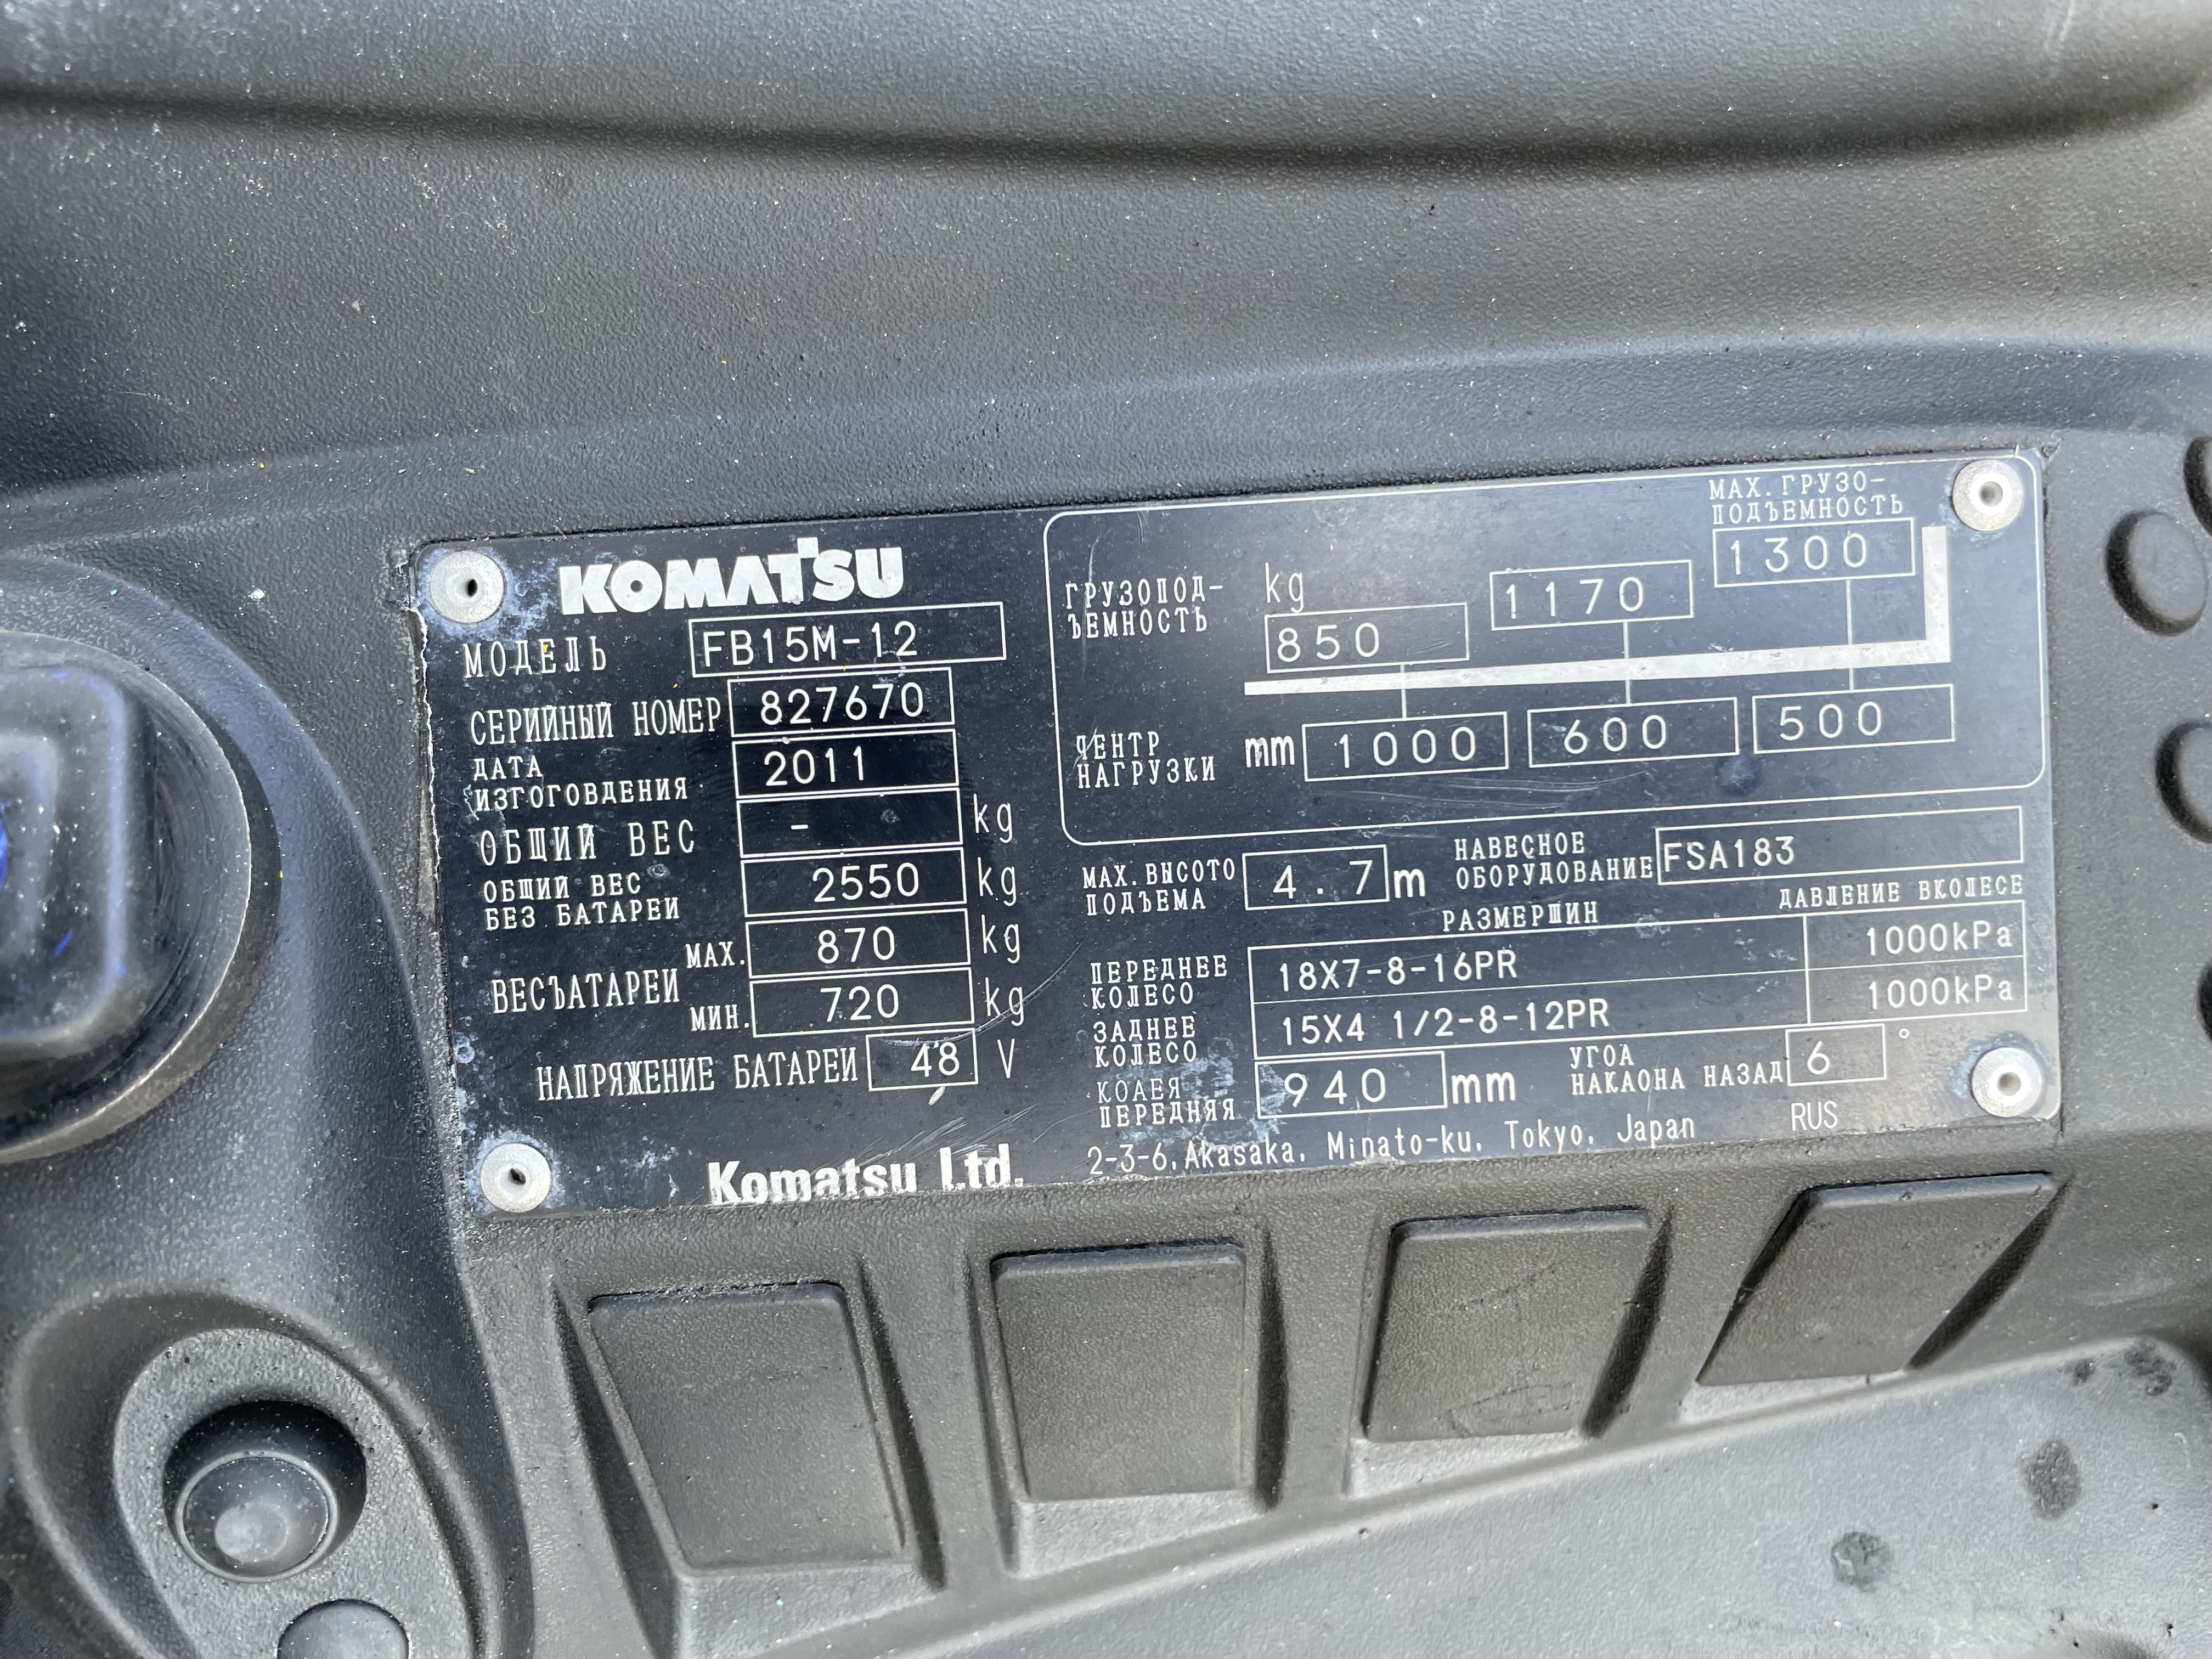 KOMATSU
МОДЕЛЬ FB15M-12
СЕРИЙНЫЙ НОМЕР 827670
ДАТА
ИЗГОГОВДЕНИЯ 2011
ОБЩИЙ ВЕС - kg
ОБЩИЙ ВЕС
БЕЗ БАТАРЕИ 2550 kg
ВЕСЪАТАРЕИ
MAX. 870 kg
МИН. 720 kg
НАПРЯЖЕНИЕ БАТАРЕИ 48 V
Komatsu Ltd.
MAX. ГРУЗО-
ПОДЪЕМНОСТЬ
ГРУЗОПОД-
ЪЕМНОСТЬ
kg
850 1170 1300
ЦЕНТР
НАГРУЗКИ
mm 1000 600 500
MAX. ВЫСОТО
ПОДЪЕМА 4.7 m
НАВЕСНОЕ
ОБОРУДОВАНИЕ FSA183
РАЗМЕРШИН ДАВЛЕНИЕ ВКОЛЕСЕ
ПЕРЕДНЕЕ
КОЛЕСО 18X7-8-16PR 1000kPa
ЗАДНЕЕ
КОЛЕСО 15X4 1/2-8-12PR 1000kPa
КОАЕЯ
ПЕРЕДНЯЯ 940 mm
УГОА
НАКАОНА НАЗАД 6 °
2-3-6, Akasaka, Minato-ku, Tokyo, Japan RUS